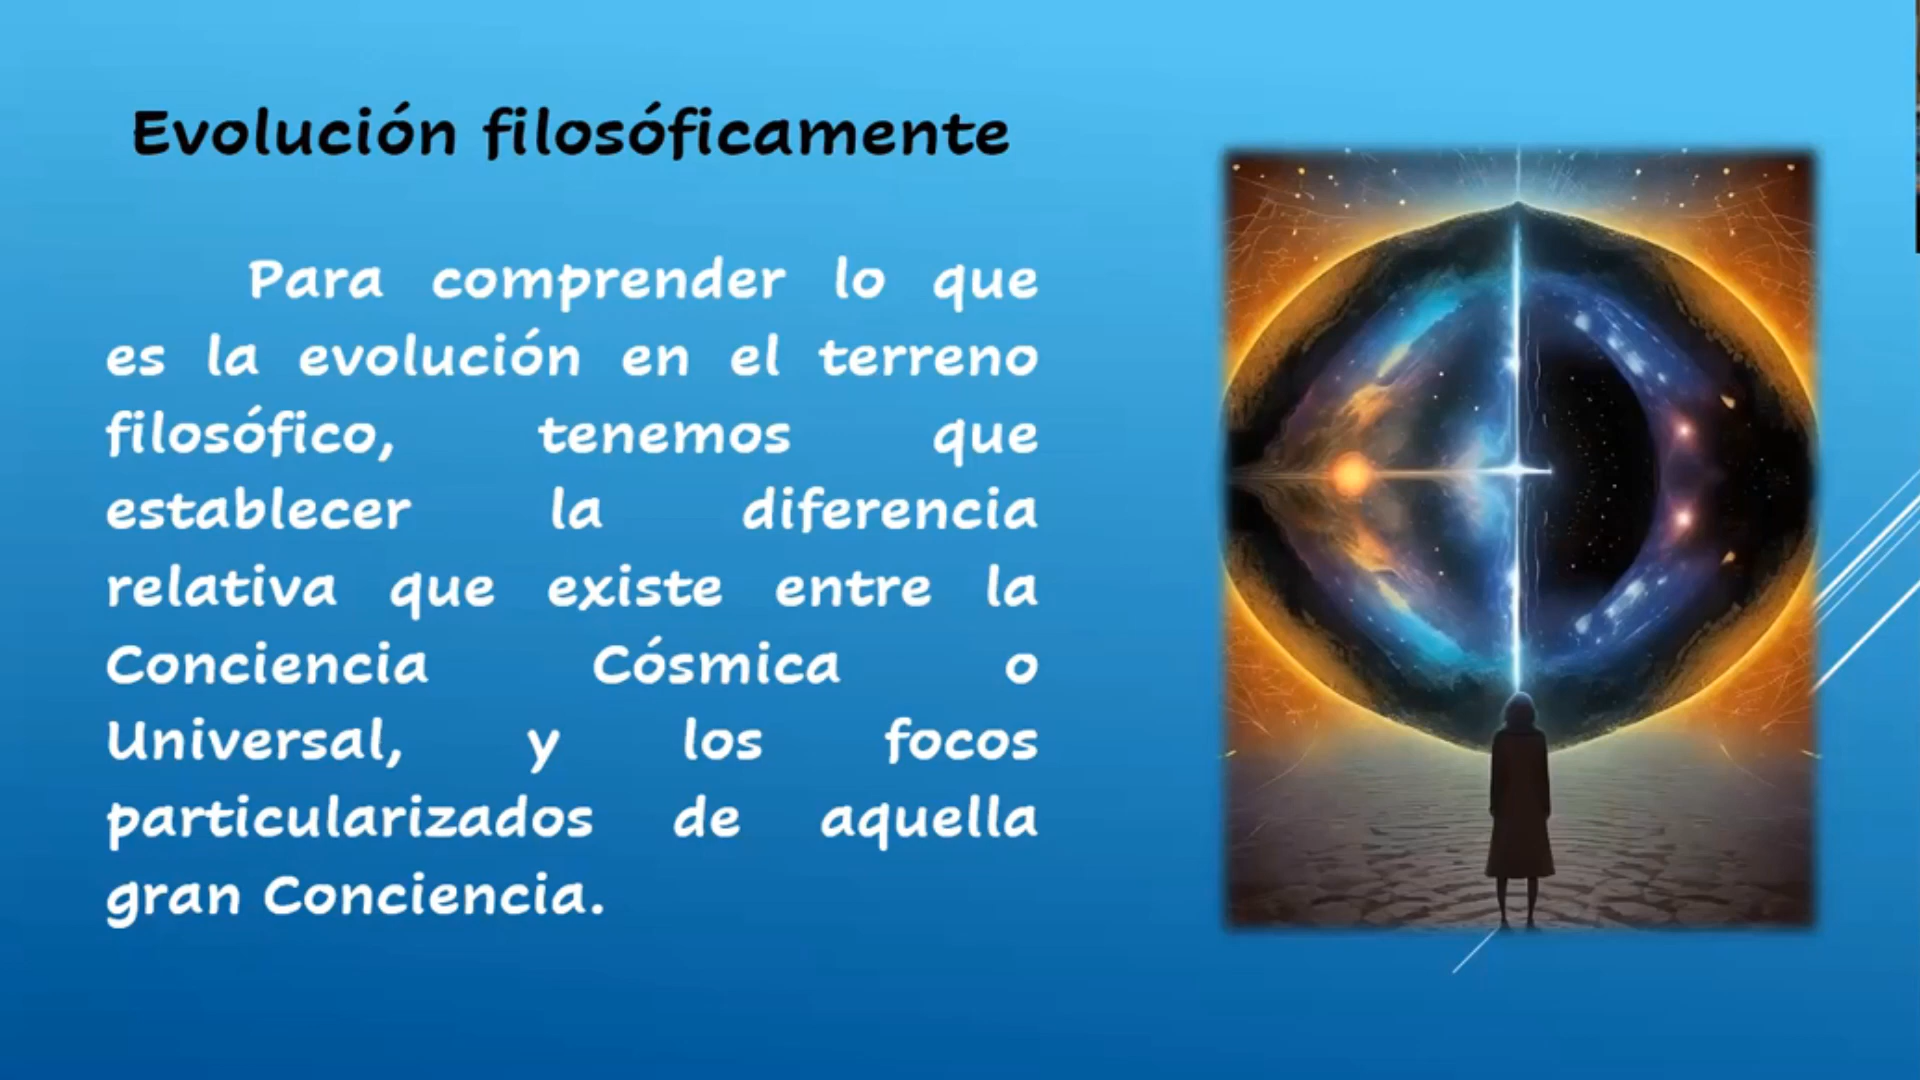 Evolución filosóficamente
Para comprender lo que
es la evolución en el terreno
filosófico, tenemos que
establecer la diferencia
relativa que existe entre la
Conciencia Cósmica o
Universal, y los focos
particularizados de aquella
gran Conciencia.